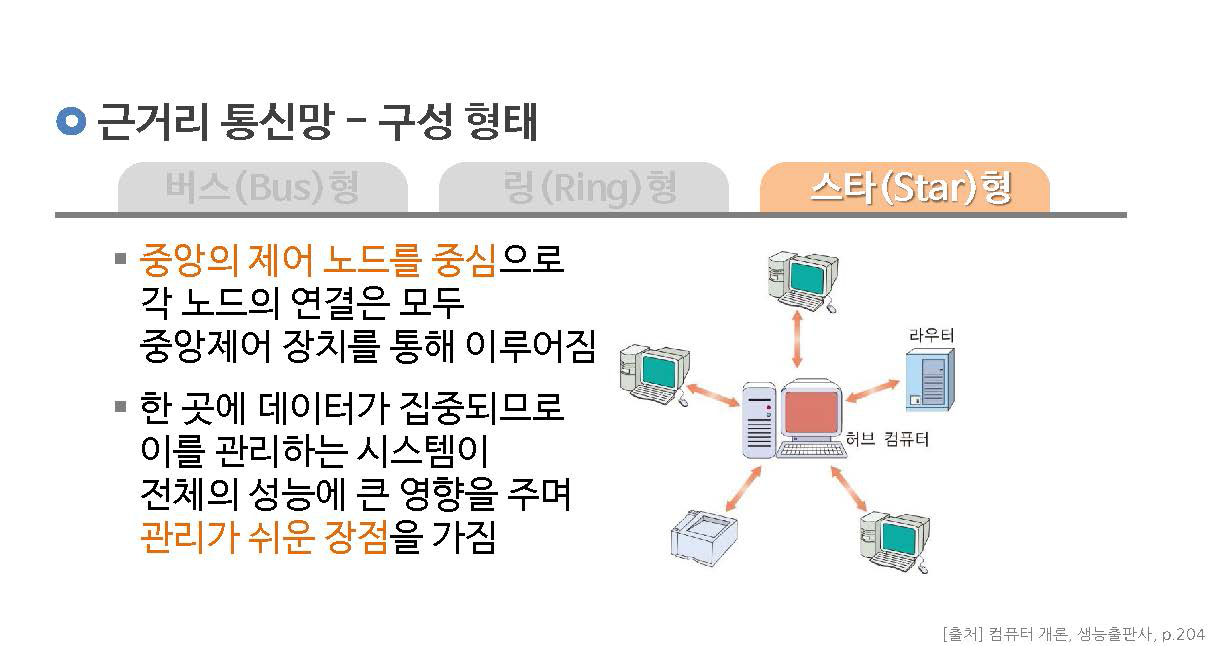 근거리 통신망 – 구성 형태
버스(Bus)형
링(Ring)형
스타(Star)형
중앙의 제어 노드를 중심으로
각 노드의 연결은 모두
중앙제어 장치를 통해 이루어짐
한 곳에 데이터가 집중되므로
이를 관리하는 시스템이
전체의 성능에 큰 영향을 주며
관리가 쉬운 장점을 가짐
라우터
허브 컴퓨터
[출처] 컴퓨터 개론, 생능출판사, p.204